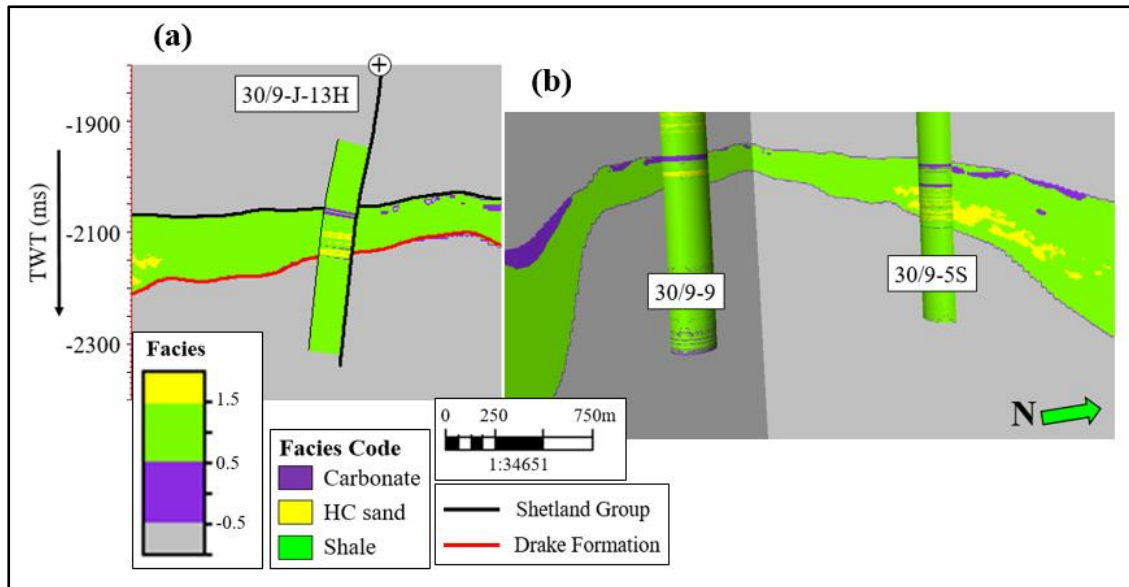 (a)
30/9-J-13H
-1900
-2100
-2300
TWT (ms)
(b)
30/9-9
30/9-5S
N
Facies
1.5
0.5
-0.5
Facies Code
Carbonate
HC sand
Shale
0 250 750m
1:34651
Shetland Group
Drake Formation